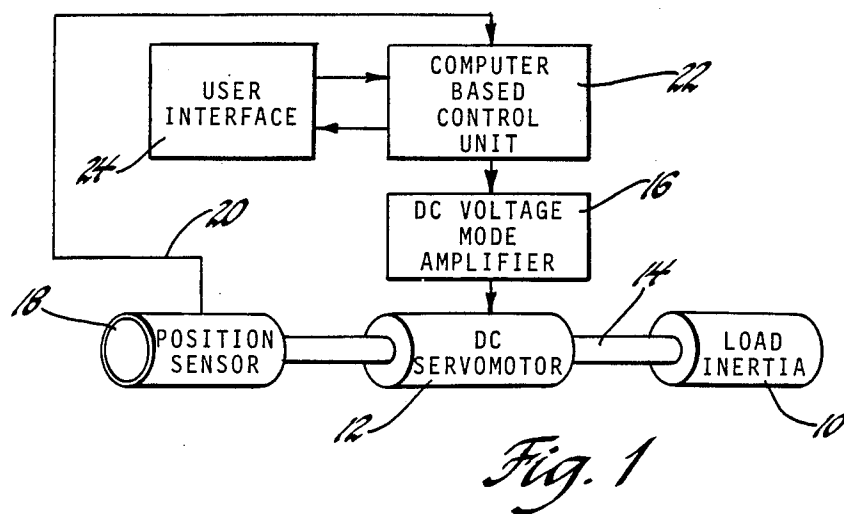 USER
INTERFACE
24
COMPUTER
BASED
CONTROL
UNIT
22
DC VOLTAGE
MODE
AMPLIFIER
16
20
18
POSITION
SENSOR
DC
SERVOMOTOR
12
14
LOAD
INERTIA
10
Fig. 1